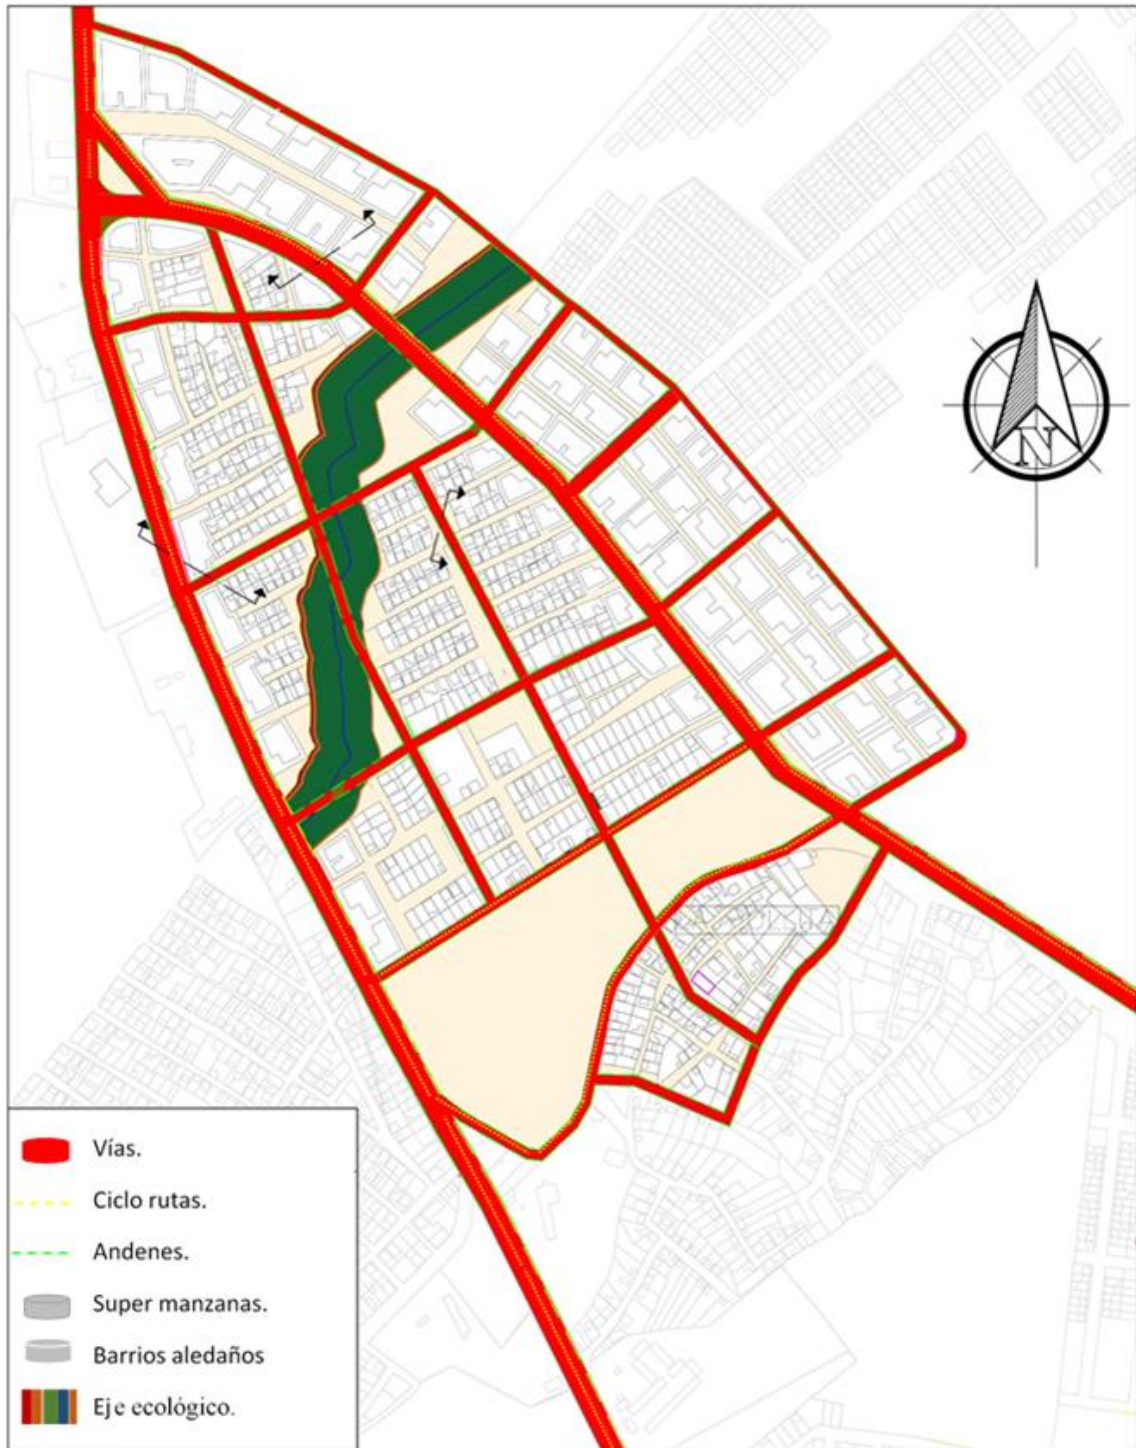 N
Vías.
Ciclo rutas.
Andenes.
Super manzanas.
Barrios aledaños
Eje ecológico.